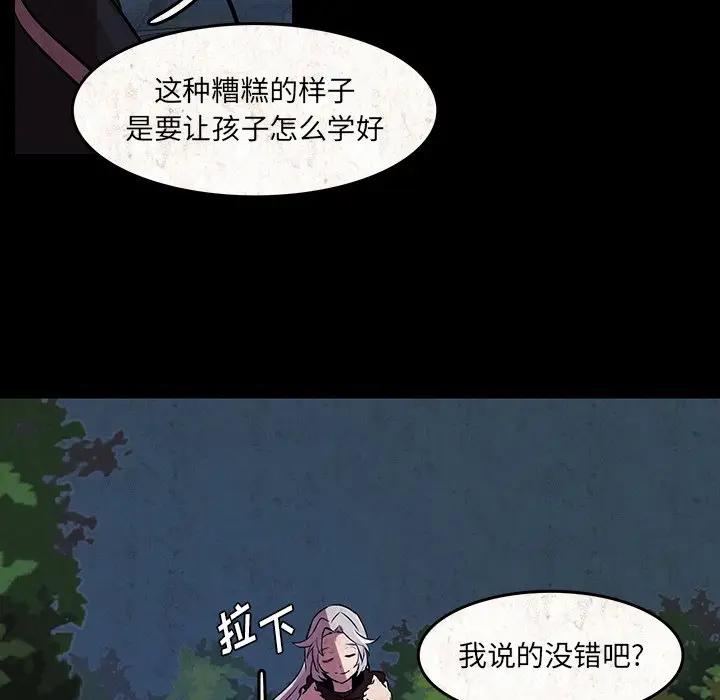 这种糟糕的样子
是要让孩子怎么学好
拉下
我说的没错吧?